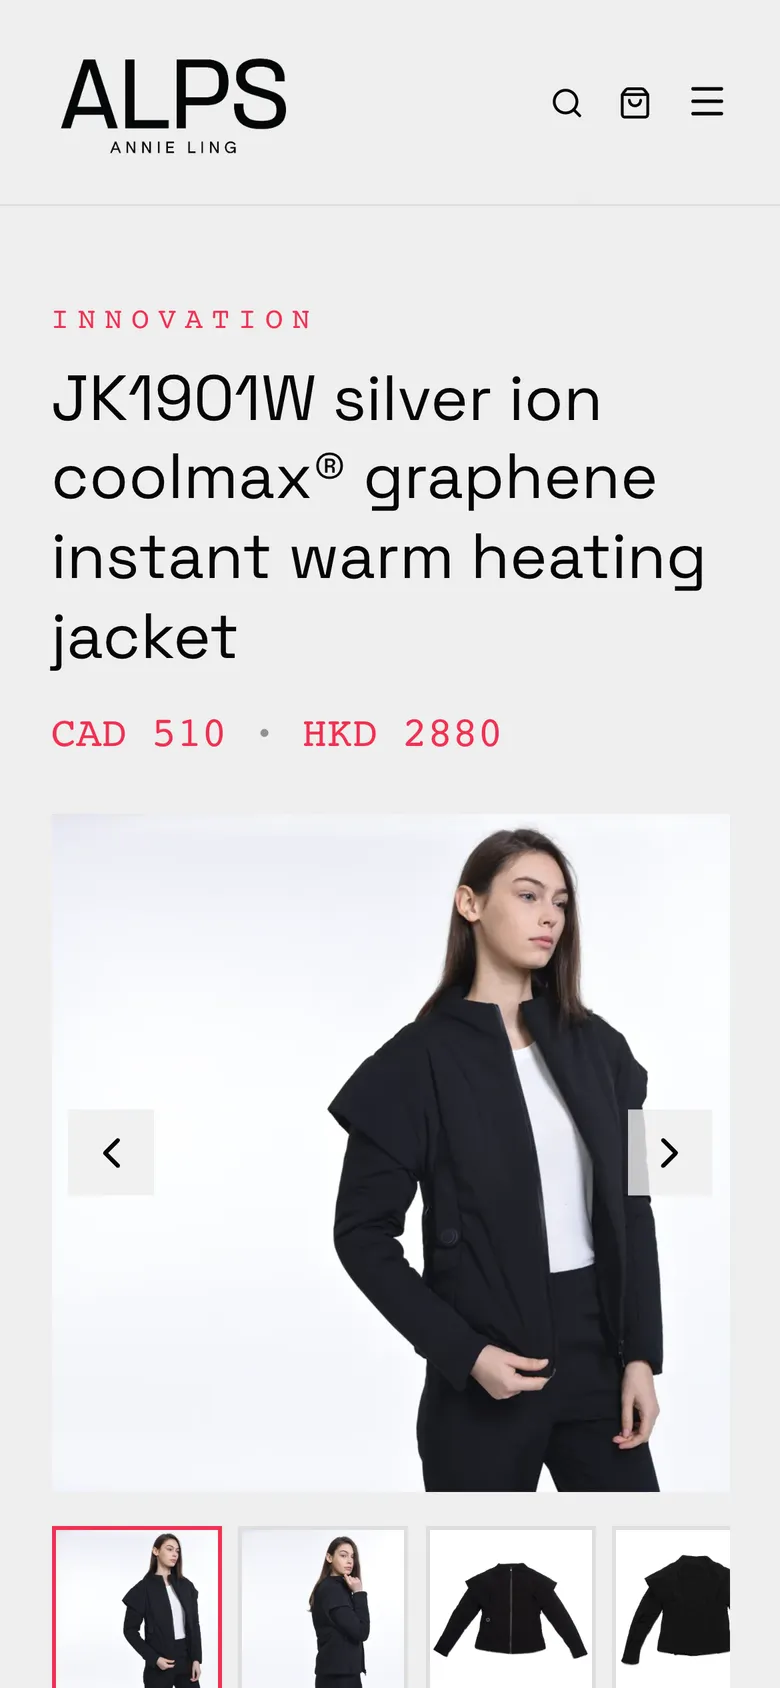 ALPS
ANNIE LING
INNOVATION
JK1901W silver ion
coolmax® graphene
instant warm heating
jacket
CAD 510 • HKD 2880